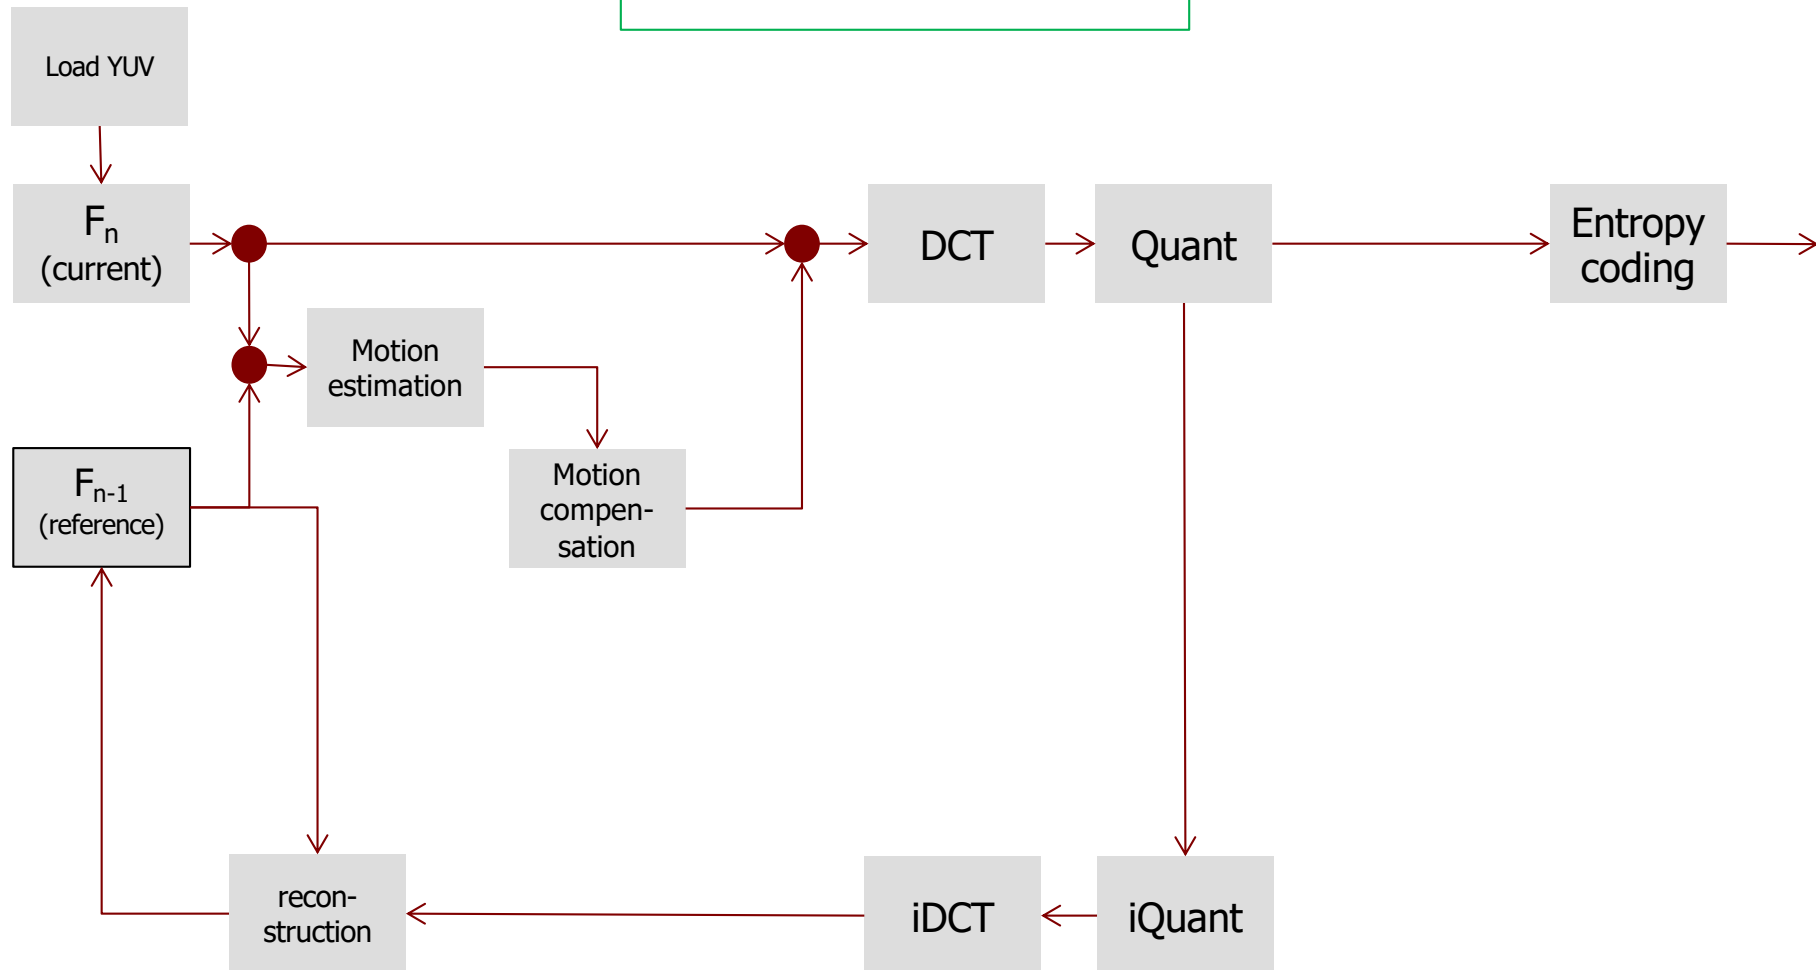 Load YUV
Fn
(current)
DCT
Quant
Entropy
coding
Motion
estimation
Fn-1
(reference)
Motion
compen-
sation
recon-
struction
iDCT
iQuant